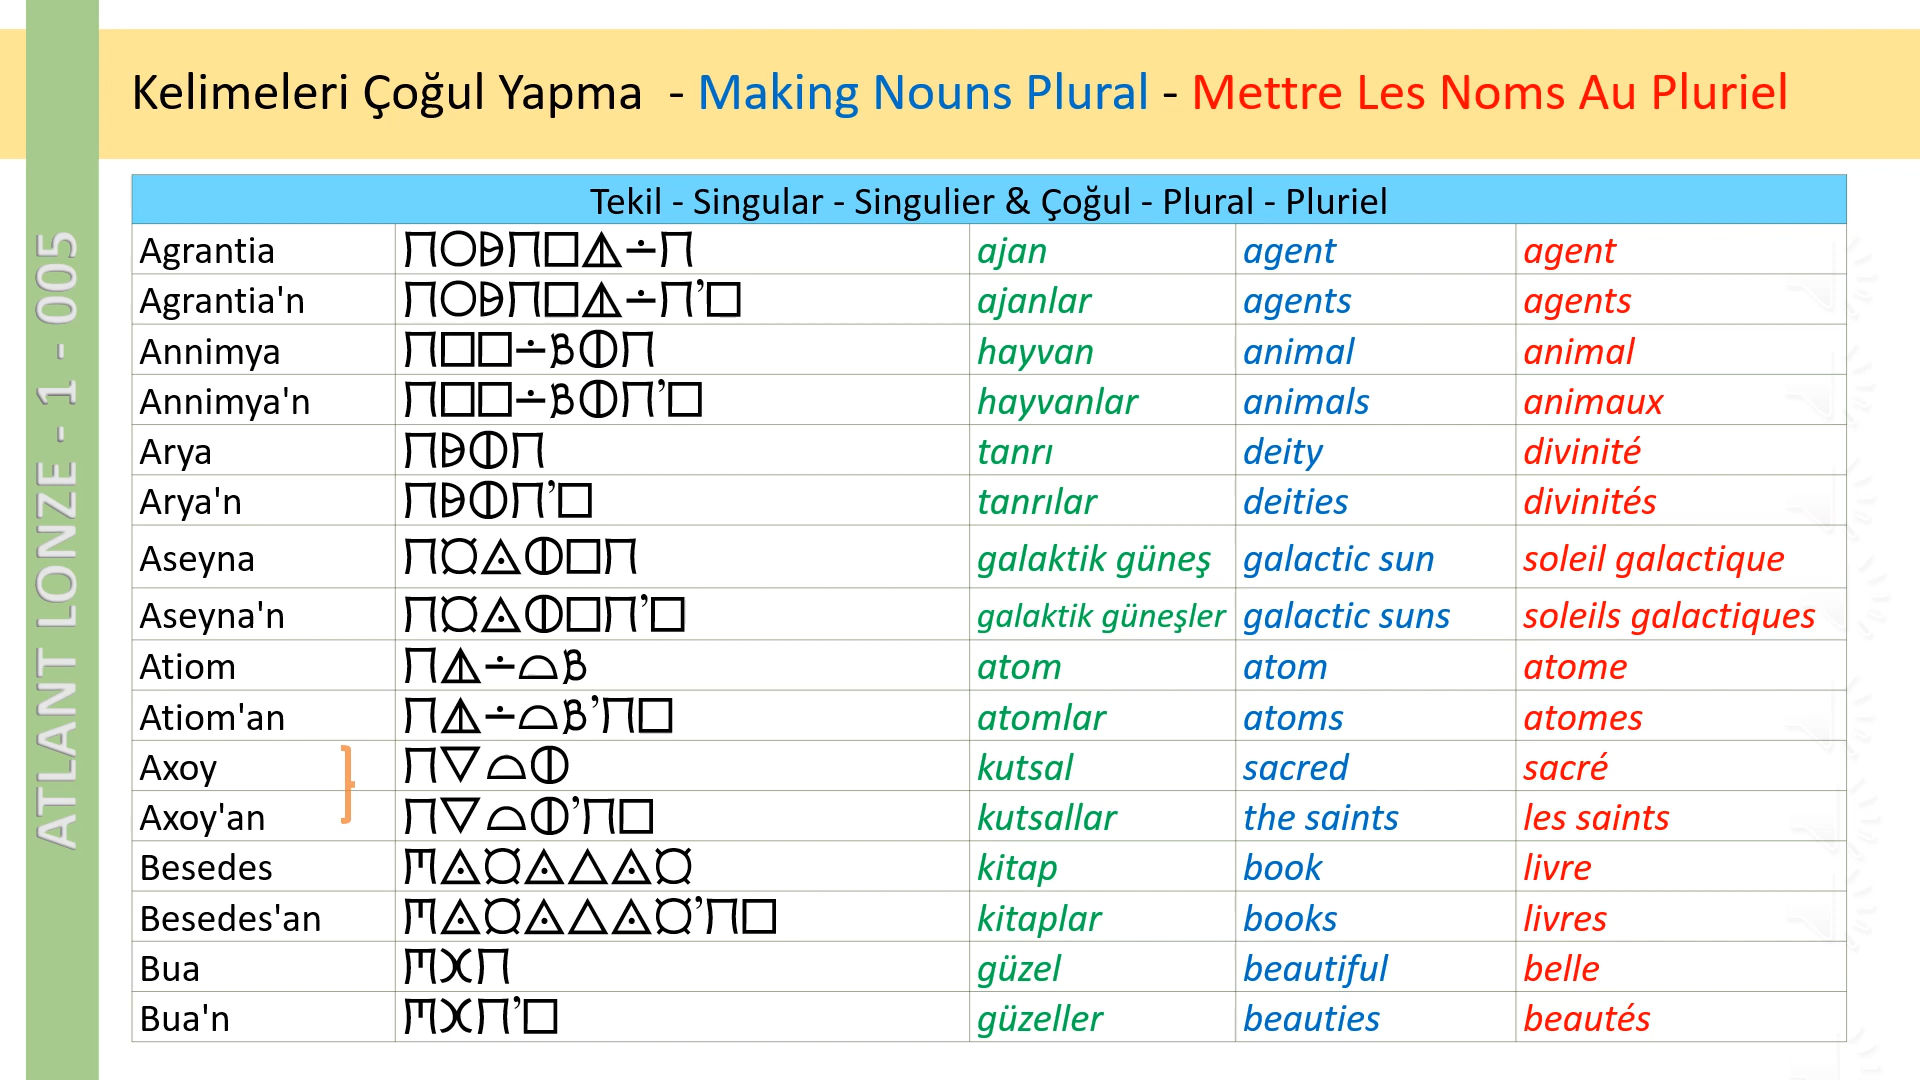 Kelimeleri Çoğul Yapma - Making Nouns Plural - Mettre Les Noms Au Pluriel
ATLANT LONZE - 1 - 005
Tekil - Singular - Singulier & Çoğul - Plural - Pluriel
Agrantia ajan agent agent
Agrantia'n ajanlar agents agents
Annimya hayvan animal animal
Annimya'n hayvanlar animals animaux
Arya tanrı deity divinité
Arya'n tanrılar deities divinités
Aseyna galaktik güneş galactic sun soleil galactique
Aseyna'n galaktik güneşler galactic suns soleils galactiques
Atiom atom atom atome
Atiom'an atomlar atoms atomes
Axoy kutsal sacred sacré
Axoy'an kutsallar the saints les saints
Besedes kitap book livre
Besedes'an kitaplar books livres
Bua güzel beautiful belle
Bua'n güzeller beauties beautés